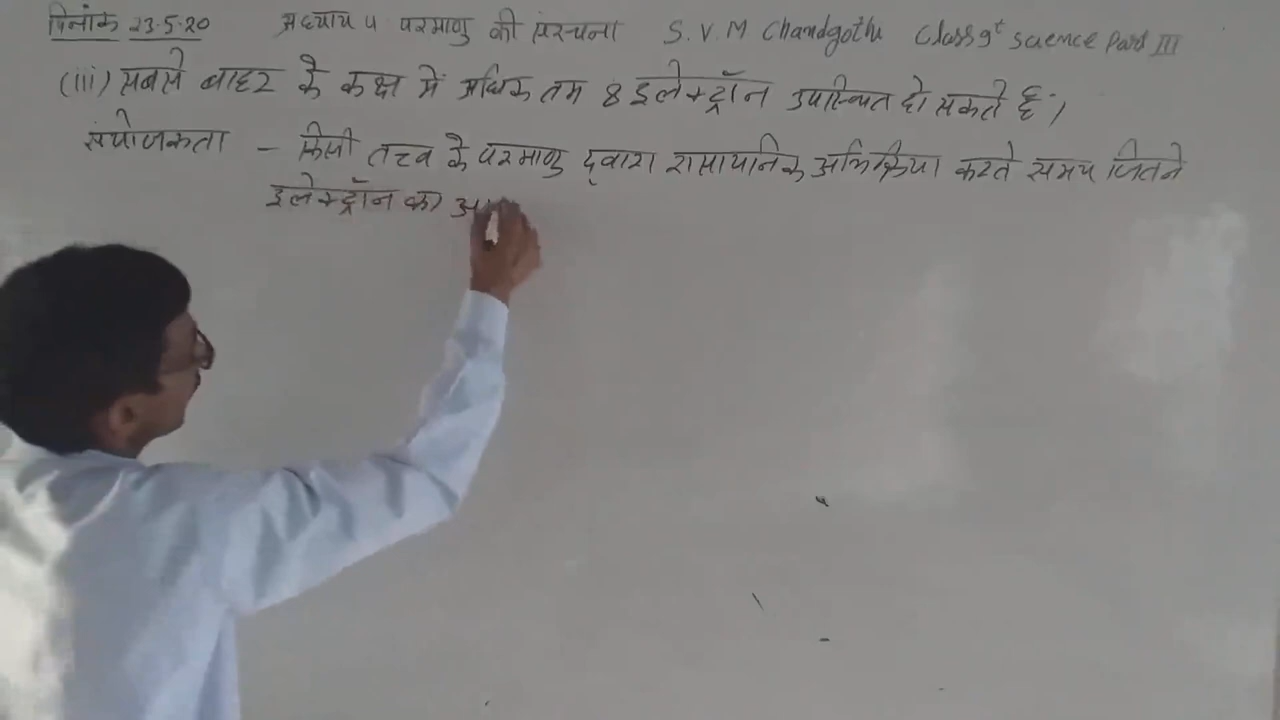 दिनांक 23-5-20 अध्याय 4 परमाणु की संरचना S.V.M Chandgothi Class 9th Science Part III
(iii) सबसे बाहर के कक्ष में अधिकतम 8 इलेक्ट्रॉन उपस्थित हो सकते है।
संयोजकता - किसी तत्व के परमाणु द्वारा रासायनिक अभिक्रिया करते समय जितने
इलेक्ट्रॉन का